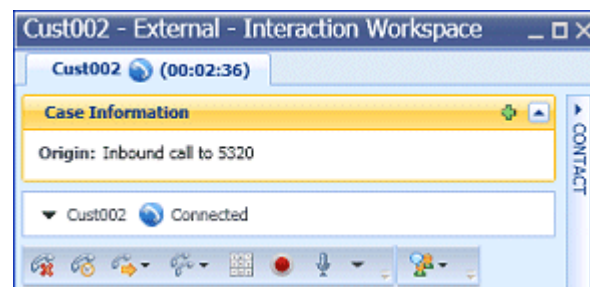 Cust002 - External - Interaction Workspace
Cust002 (00:02:36)
Case Information
Origin: Inbound call to 5320
CONTACT
Cust002 Connected